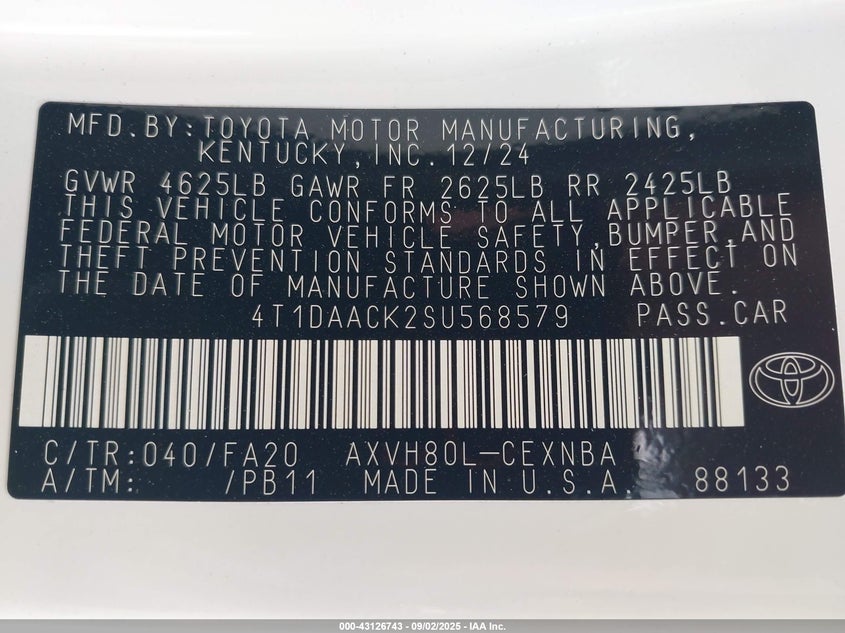 MFD.BY:TOYOTA MOTOR MANUFACTURING,
KENTUCKY,INC.12/24
GVWR 4625LB GAWR FR 2625LB RR 2425LB
THIS VEHICLE CONFORMS TO ALL APPLICABLE
FEDERAL MOTOR VEHICLE SAFETY,BUMPER,AND
THEFT PREVENTION STANDARDS IN EFFECT ON
THE DATE OF MANUFACTURE SHOWN ABOVE.
4T1DAACK2SU568579 PASS.CAR
C/TR:040/FA20 AXVH80L-CEXNBA
A/TM: /PB11 MADE IN U.S.A. 88133
000-43126743 - 09/02/2025 - IAA Inc.